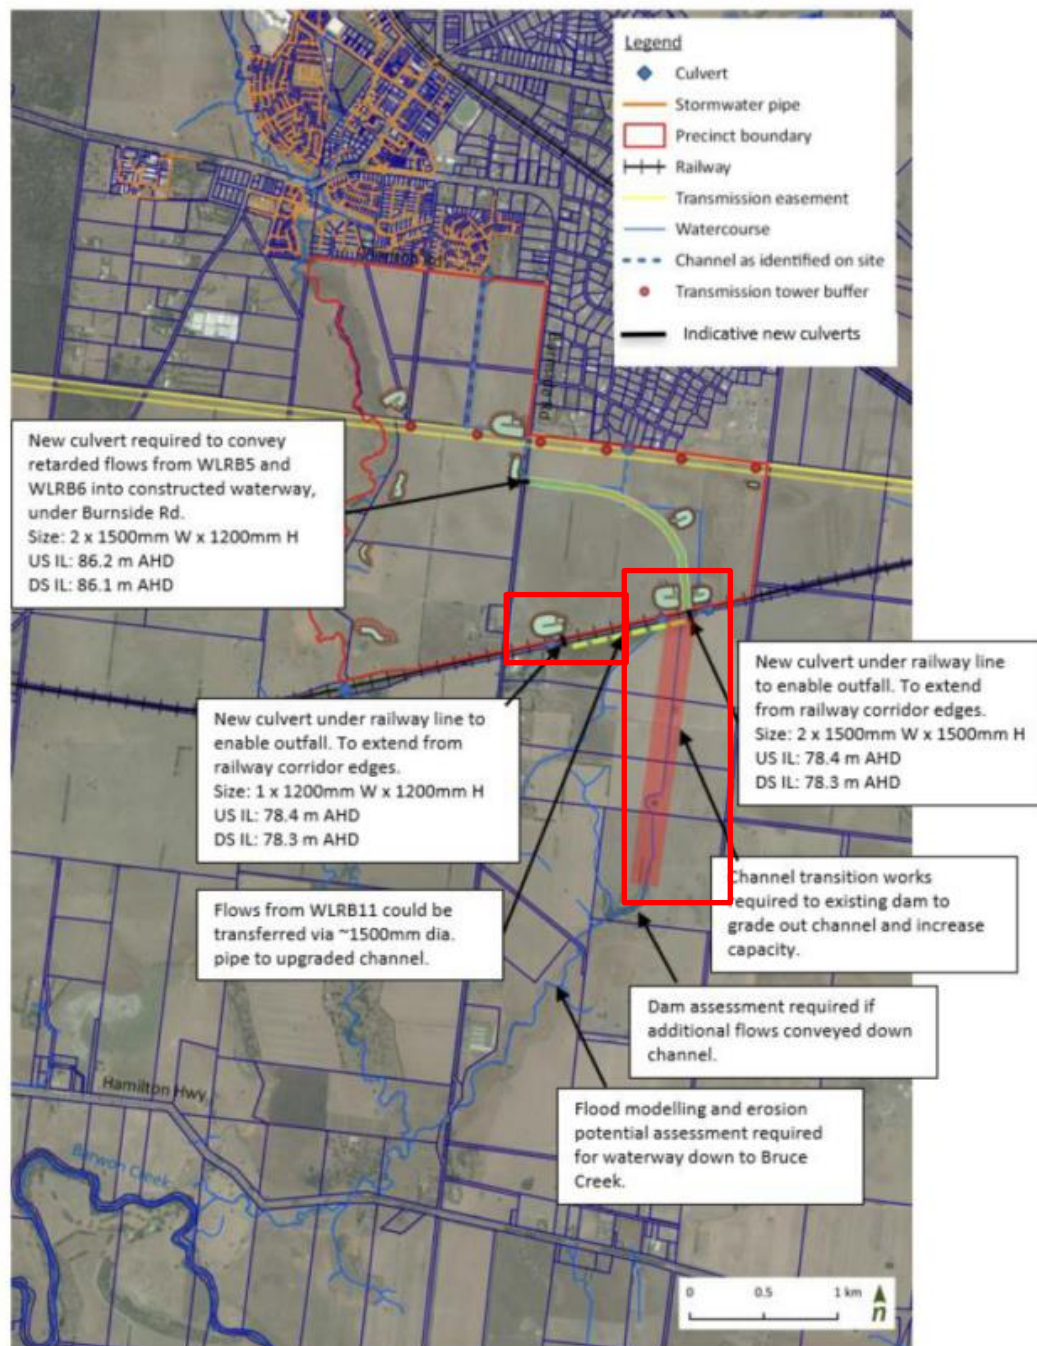 Legend
Culvert
Stormwater pipe
Precinct boundary
Railway
Transmission easement
Watercourse
Channel as identified on site
Transmission tower buffer
Indicative new culverts
Burnside Rd
New culvert required to convey
retarded flows from WLRB5 and
WLRB6 into constructed waterway,
under Burnside Rd.
Size: 2 x 1500mm W x 1200mm H
US IL: 86.2 m AHD
DS IL: 86.1 m AHD
New culvert under railway line
to enable outfall. To extend
from railway corridor edges.
Size: 2 x 1500mm W x 1500mm H
US IL: 78.4 m AHD
DS IL: 78.3 m AHD
New culvert under railway line to
enable outfall. To extend from
railway corridor edges.
Size: 1 x 1200mm W x 1200mm H
US IL: 78.4 m AHD
DS IL: 78.3 m AHD
Channel transition works
required to existing dam to
grade out channel and increase
capacity.
Flows from WLRB11 could be
transferred via ~1500mm dia.
pipe to upgraded channel.
Dam assessment required if
additional flows conveyed down
channel.
Flood modelling and erosion
potential assessment required
for waterway down to Bruce
Creek.
Hamilton Hwy
Barwon Creek
0 0.5 1 km
n